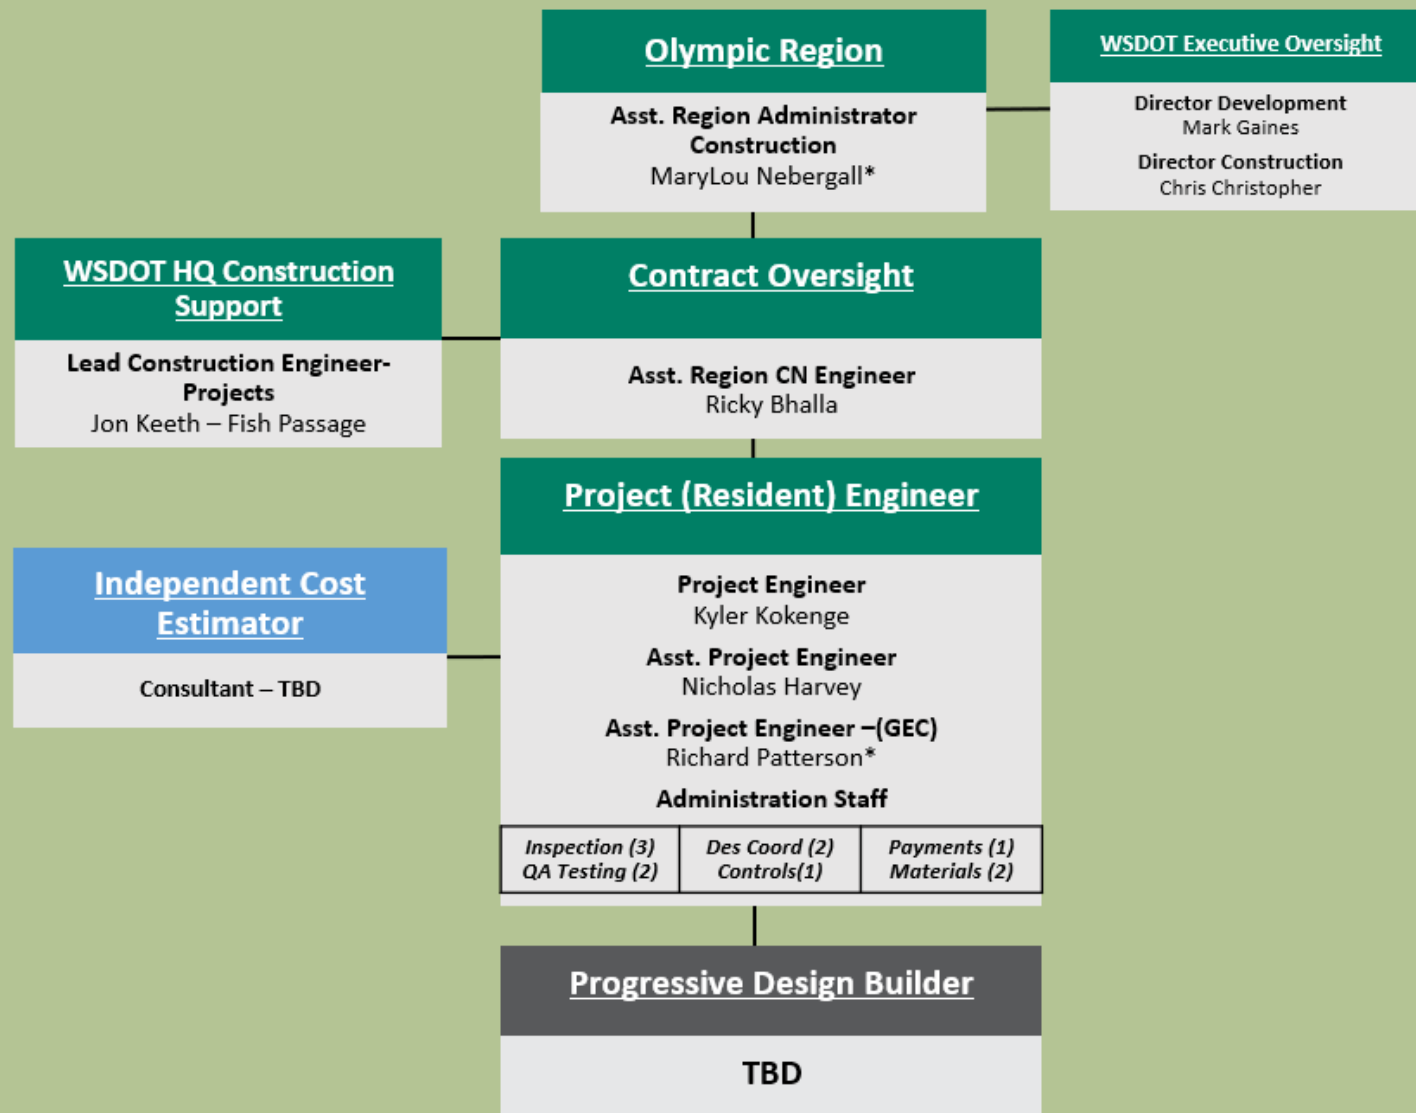 Olympic Region
Asst. Region Administrator
Construction
MaryLou Nebergall*
WSDOT Executive Oversight
Director Development
Mark Gaines
Director Construction
Chris Christopher
WSDOT HQ Construction
Support
Lead Construction Engineer-
Projects
Jon Keeth – Fish Passage
Contract Oversight
Asst. Region CN Engineer
Ricky Bhalla
Project (Resident) Engineer
Project Engineer
Kyler Kokenge
Asst. Project Engineer
Nicholas Harvey
Asst. Project Engineer –(GEC)
Richard Patterson*
Administration Staff
Inspection (3)
QA Testing (2)
Des Coord (2)
Controls(1)
Payments (1)
Materials (2)
Independent Cost
Estimator
Consultant – TBD
Progressive Design Builder
TBD